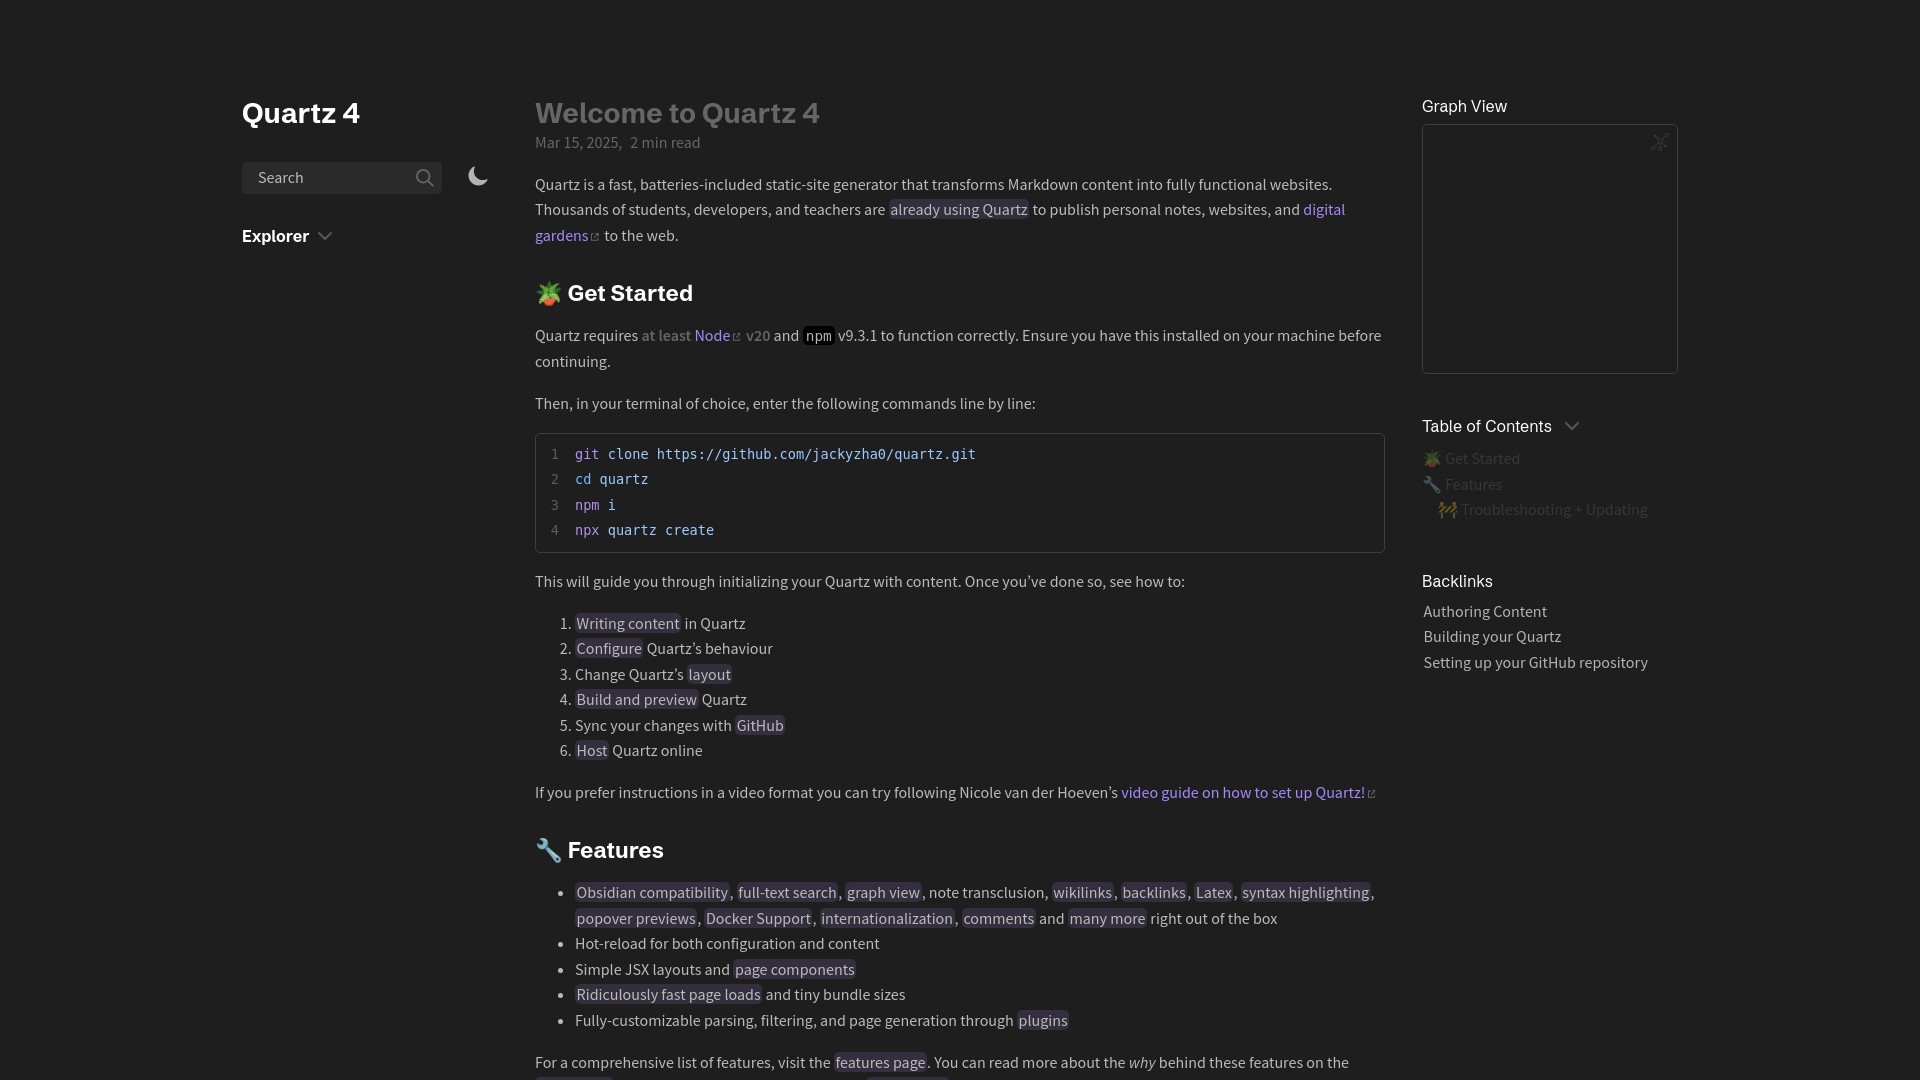 Quartz 4
Search
Explorer
Welcome to Quartz 4
Mar 15, 2025, 2 min read
Quartz is a fast, batteries-included static-site generator that transforms Markdown content into fully functional websites.
Thousands of students, developers, and teachers are already using Quartz to publish personal notes, websites, and digital
gardens to the web.
🪴 Get Started
Quartz requires at least Node v20 and npm v9.3.1 to function correctly. Ensure you have this installed on your machine before
continuing.
Then, in your terminal of choice, enter the following commands line by line:
1 git clone https://github.com/jackyzha0/quartz.git
2 cd quartz
3 npm i
4 npx quartz create
This will guide you through initializing your Quartz with content. Once you’ve done so, see how to:
1. Writing content in Quartz
2. Configure Quartz’s behaviour
3. Change Quartz’s layout
4. Build and preview Quartz
5. Sync your changes with GitHub
6. Host Quartz online
If you prefer instructions in a video format you can try following Nicole van der Hoeven’s video guide on how to set up Quartz!
🔧 Features
• Obsidian compatibility, full-text search, graph view, note transclusion, wikilinks, backlinks, Latex, syntax highlighting,
popover previews, Docker Support, internationalization, comments and many more right out of the box
• Hot-reload for both configuration and content
• Simple JSX layouts and page components
• Ridiculously fast page loads and tiny bundle sizes
• Fully-customizable parsing, filtering, and page generation through plugins
For a comprehensive list of features, visit the features page. You can read more about the why behind these features on the
Graph View
Table of Contents
🪴 Get Started
🔧 Features
🚧 Troubleshooting + Updating
Backlinks
Authoring Content
Building your Quartz
Setting up your GitHub repository